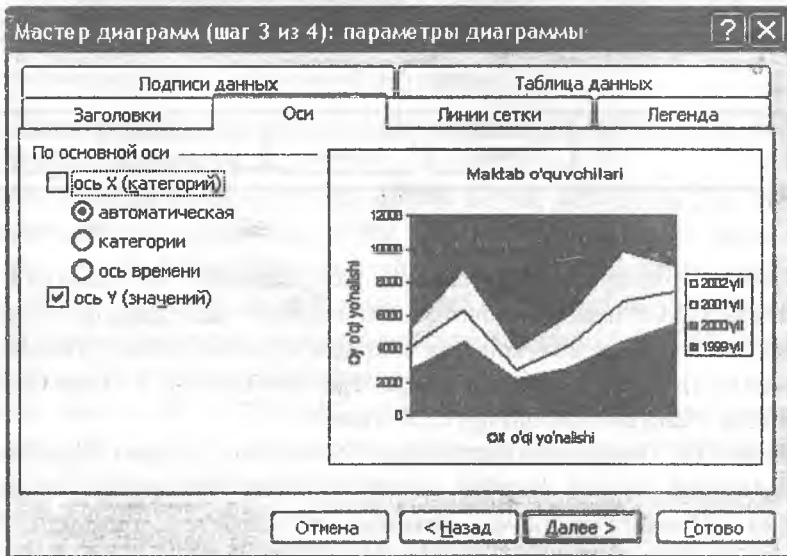 Мастер диаграмм (шаг 3 из 4): параметры диаграммы
Подписи данных
Таблица данных
Заголовки
Оси
Линии сетки
Легенда
По основной оси
ось X (категорий)
автоматическая
категории
ось времени
ось Y (значений)
Maktab o'quvchilari
12000
10000
8000
6000
4000
2000
0
Oy o'qi yo'nalishi
OX o'qi yo'nalishi
2002 yil
2001 yil
2000 yil
1999 yil
Отмена
< Назад
Далее >
Готово